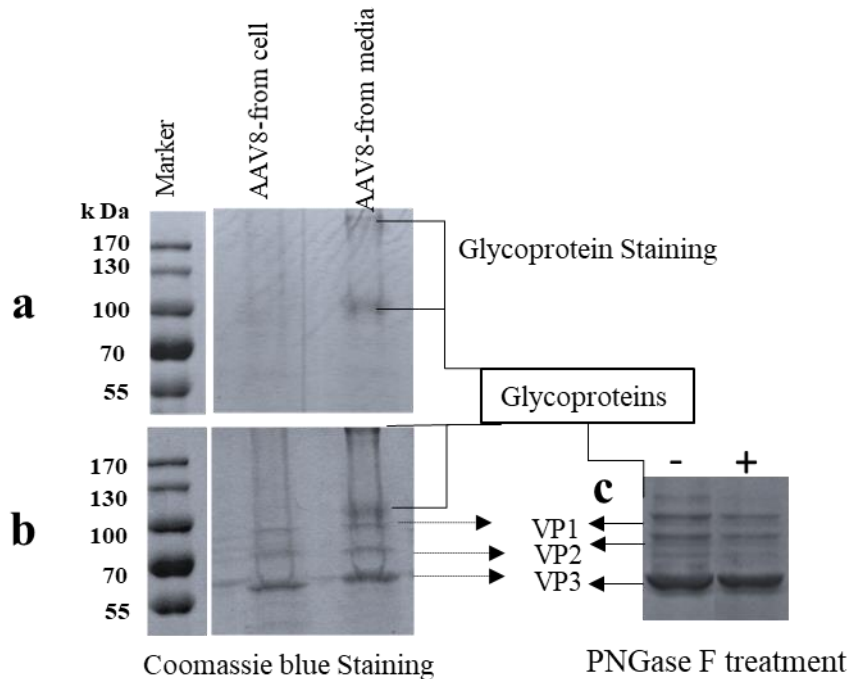 Marker
AAV8-from cell
AAV8-from media
k Da
170
130
100
70
55
a
Glycoprotein Staining
Glycoproteins
170
130
100
70
55
b
- +
c
VP1
VP2
VP3
Coomassie blue Staining
PNGase F treatment